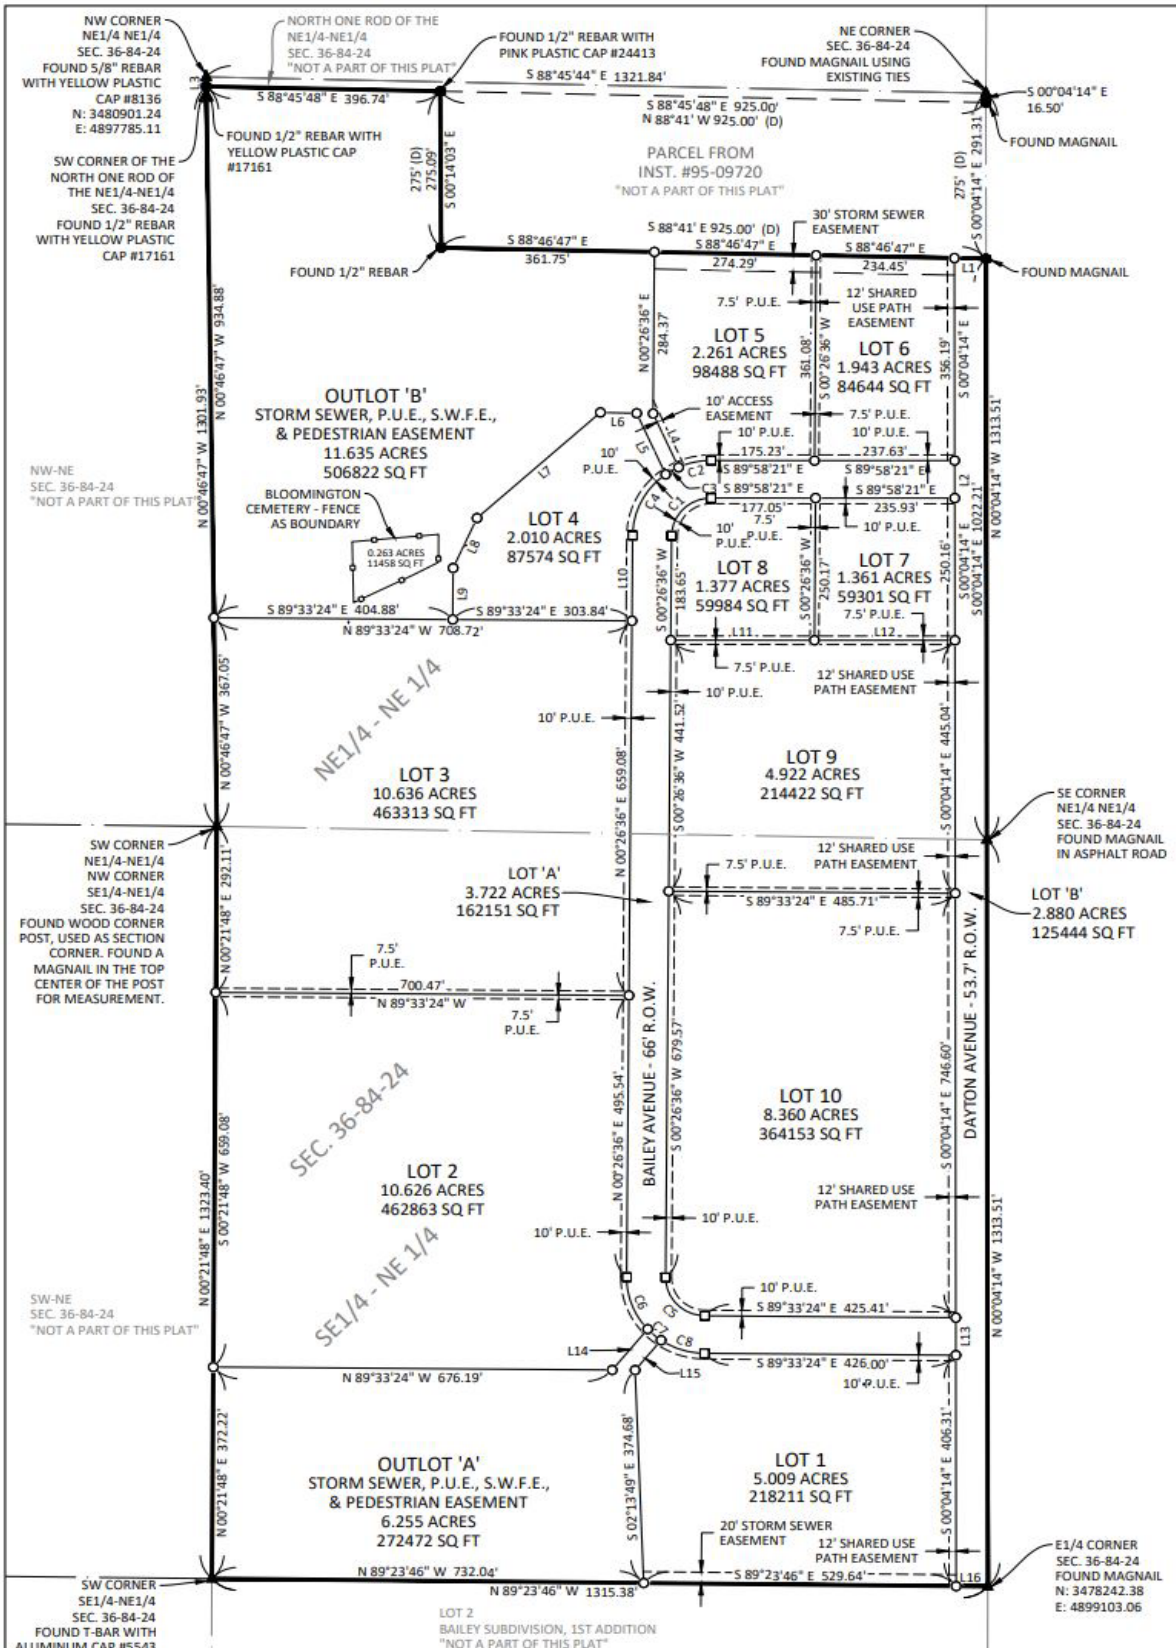 NW CORNER
NE1/4 NE1/4
SEC. 36-84-24
FOUND 5/8" REBAR
WITH YELLOW PLASTIC
CAP #8136
N: 3480901.24
E: 4897785.11
NORTH ONE ROD OF THE
NE1/4-NE1/4
SEC. 36-84-24
"NOT A PART OF THIS PLAT"
FOUND 1/2" REBAR WITH
PINK PLASTIC CAP #24413
NE CORNER
SEC. 36-84-24
FOUND MAGNAIL USING
EXISTING TIES
S 88°45'44" E 1321.84'
L3
S 88°45'48" E 396.74'
S 88°45'48" E 925.00'
N 88°41' W 925.00' (D)
S 00°04'14" E
16.50'
FOUND MAGNAIL
FOUND 1/2" REBAR WITH
YELLOW PLASTIC CAP
#17161
SW CORNER OF THE
NORTH ONE ROD OF
THE NE1/4-NE1/4
SEC. 36-84-24
FOUND 1/2" REBAR
WITH YELLOW PLASTIC
CAP #17161
275' (D)
275.09'
S 00°14'03" E
PARCEL FROM
INST. #95-09720
"NOT A PART OF THIS PLAT"
275' (D)
S 00°04'14" E 291.31'
FOUND 1/2" REBAR
S 88°41' E 925.00' (D)
30' STORM SEWER
EASEMENT
S 88°46'47" E
361.75'
S 88°46'47" E
274.29'
S 88°46'47" E
234.45'
L1
FOUND MAGNAIL
N 00°46'47" W 934.88'
N 00°46'47" W 1301.93'
N 00°26'36" E
284.37'
7.5' P.U.E.
12' SHARED
USE PATH
EASEMENT
LOT 5
2.261 ACRES
98488 SQ FT
361.08'
S 00°26'36" W
LOT 6
1.943 ACRES
84644 SQ FT
356.19'
S 00°04'14" E
OUTLOT 'B'
STORM SEWER, P.U.E., S.W.F.E.,
& PEDESTRIAN EASEMENT
11.635 ACRES
506822 SQ FT
L6
L4
L5
10' ACCESS
EASEMENT
7.5' P.U.E.
10' P.U.E.
10' P.U.E.
10'
P.U.E.
175.23'
S 89°58'21" E
237.63'
S 89°58'21" E
C2
C3
C4
C1
L7
L2
S 89°58'21" E
177.05'
S 89°58'21" E
235.93'
NW-NE
SEC. 36-84-24
"NOT A PART OF THIS PLAT"
BLOOMINGTON
CEMETERY - FENCE
AS BOUNDARY
0.263 ACRES
11458 SQ FT
L8
L9
LOT 4
2.010 ACRES
87574 SQ FT
L10
10'
P.U.E.
7.5'
P.U.E.
10' P.U.E.
S 00°26'36" W
183.65'
LOT 8
1.377 ACRES
59984 SQ FT
S 00°26'36" W
250.17'
LOT 7
1.361 ACRES
59301 SQ FT
250.16'
S 00°04'14" E
S 00°04'14" E 1022.21'
N 00°04'14" W 1313.51'
S 89°33'24" E 404.88'
S 89°33'24" E 303.84'
N 89°33'24" W 708.72'
7.5' P.U.E.
L11
L12
7.5' P.U.E.
12' SHARED USE
PATH EASEMENT
10' P.U.E.
N 00°46'47" W 367.05'
NE1/4 - NE 1/4
10' P.U.E.
LOT 3
10.636 ACRES
463313 SQ FT
N 00°26'36" E 659.08'
S 00°26'36" W 441.52'
LOT 9
4.922 ACRES
214422 SQ FT
S 00°04'14" E 445.04'
SE CORNER
NE1/4 NE1/4
SEC. 36-84-24
FOUND MAGNAIL
IN ASPHALT ROAD
SW CORNER
NE1/4-NE1/4
NW CORNER
SE1/4-NE1/4
SEC. 36-84-24
FOUND WOOD CORNER
POST, USED AS SECTION
CORNER. FOUND A
MAGNAIL IN THE TOP
CENTER OF THE POST
FOR MEASUREMENT.
N 00°21'48" E 292.11'
LOT 'A'
3.722 ACRES
162151 SQ FT
7.5' P.U.E.
12' SHARED USE
PATH EASEMENT
S 89°33'24" E 485.71'
7.5' P.U.E.
LOT 'B'
2.880 ACRES
125444 SQ FT
7.5'
P.U.E.
700.47'
N 89°33'24" W
7.5'
P.U.E.
BAILEY AVENUE - 66' R.O.W.
S 00°26'36" W 679.57'
DAYTON AVENUE - 53.7' R.O.W.
S 00°04'14" E 746.60'
N 00°26'36" E 495.54'
SEC. 36-84-24
LOT 10
8.360 ACRES
364153 SQ FT
N 00°21'48" E 1323.40'
S 00°21'48" W 659.08'
LOT 2
10.626 ACRES
462863 SQ FT
12' SHARED USE
PATH EASEMENT
10' P.U.E.
10' P.U.E.
SE1/4 - NE 1/4
N 00°04'14" W 1313.51'
SW-NE
SEC. 36-84-24
"NOT A PART OF THIS PLAT"
10' P.U.E.
S 89°33'24" E 425.41'
C6
C5
C7
C8
L13
L14
L15
S 89°33'24" E 426.00'
10' P.U.E.
N 89°33'24" W 676.19'
N 00°21'48" E 372.22'
S 02°13'49" E 374.68'
S 00°04'14" E 406.31'
OUTLOT 'A'
STORM SEWER, P.U.E., S.W.F.E.,
& PEDESTRIAN EASEMENT
6.255 ACRES
272472 SQ FT
LOT 1
5.009 ACRES
218211 SQ FT
20' STORM SEWER
EASEMENT
12' SHARED USE
PATH EASEMENT
E1/4 CORNER
SEC. 36-84-24
FOUND MAGNAIL
N: 3478242.38
E: 4899103.06
N 89°23'46" W 732.04'
S 89°23'46" E 529.64'
L16
N 89°23'46" W 1315.38'
SW CORNER
SE1/4-NE1/4
SEC. 36-84-24
FOUND T-BAR WITH
ALUMINUM CAP #5543
LOT 2
BAILEY SUBDIVISION, 1ST ADDITION
"NOT A PART OF THIS PLAT"